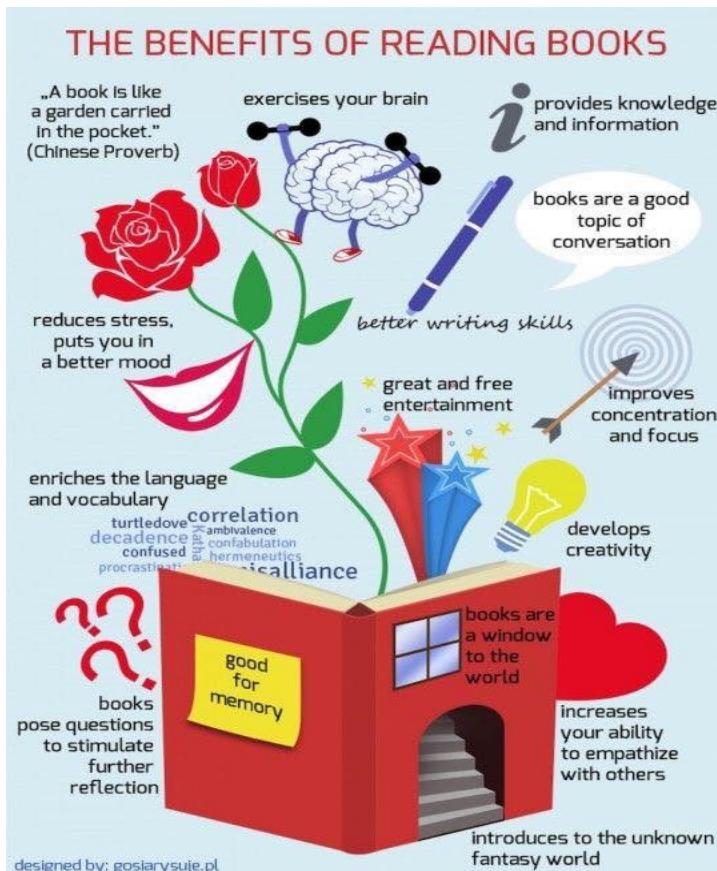 THE BENEFITS OF READING BOOKS
„A book is like
a garden carried
in the pocket.”
(Chinese Proverb)
exercises your brain
provides knowledge
and information
books are a good
topic of
conversation
reduces stress,
puts you in
a better mood
better writing skills
great and free
entertainment
improves
concentration
and focus
enriches the language
and vocabulary
turtledove
correlation
decadence
ambivalence
confused
confabulation
hermeneutics
develops
creativity
books are
a window
to the
world
good
for
memory
books
pose questions
to stimulate
further
reflection
increases
your ability
to empathize
with others
introduces to the unknown
fantasy world
designed by: gosiarysuje.pl